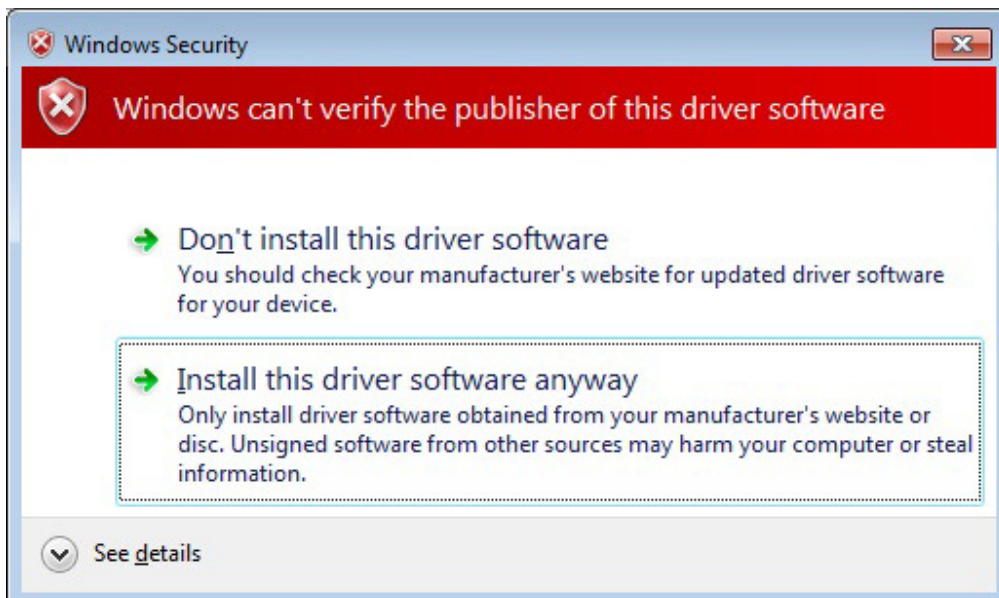 Windows Security
Windows can't verify the publisher of this driver software
Don't install this driver software
You should check your manufacturer's website for updated driver software
for your device.
Install this driver software anyway
Only install driver software obtained from your manufacturer's website or
disc. Unsigned software from other sources may harm your computer or steal
information.
See details